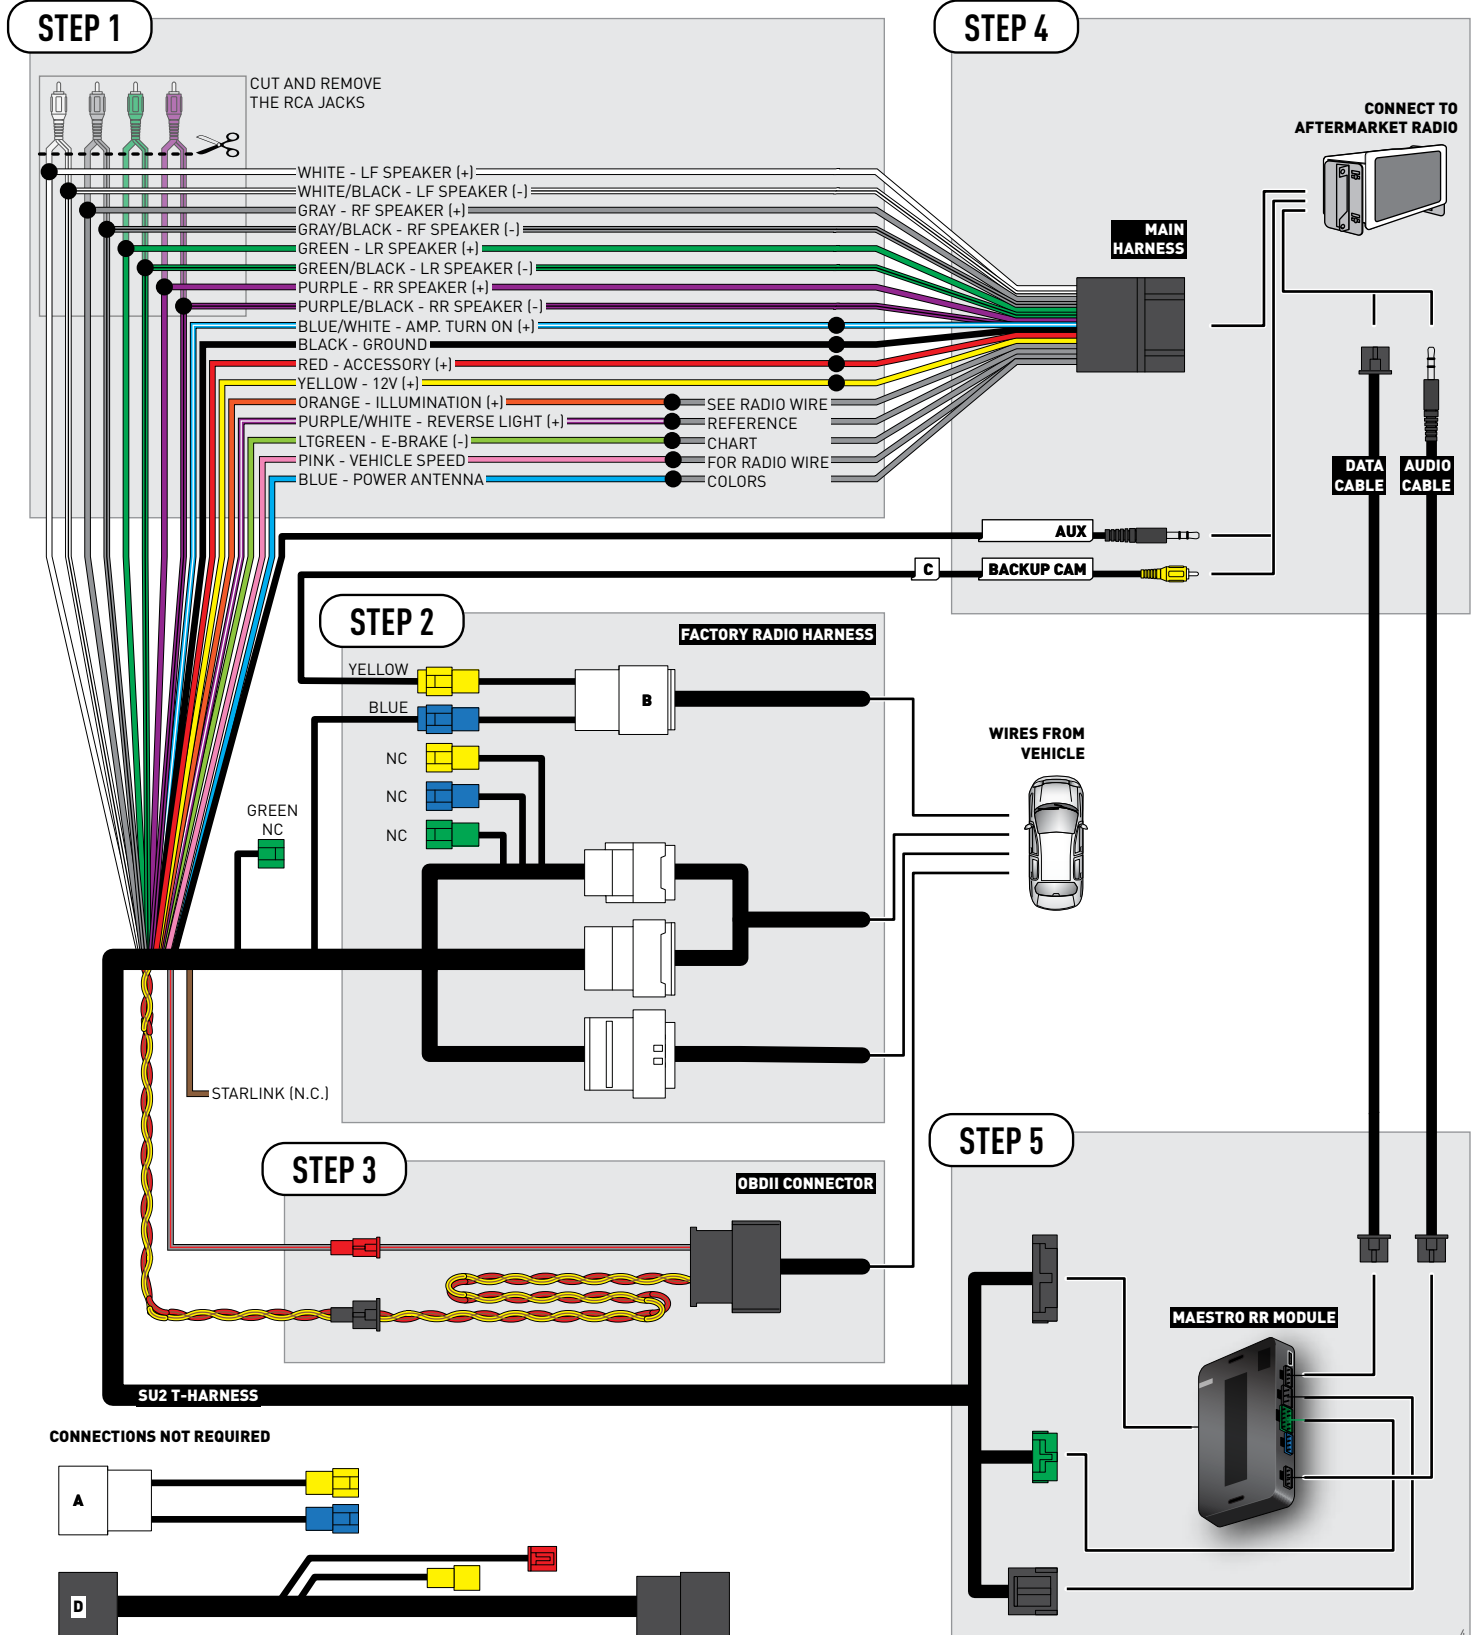 STEP 1
CUT AND REMOVE
THE RCA JACKS
WHITE - LF SPEAKER (+)
WHITE/BLACK - LF SPEAKER (-)
GRAY - RF SPEAKER (+)
GRAY/BLACK - RF SPEAKER (-)
GREEN - LR SPEAKER (+)
GREEN/BLACK - LR SPEAKER (-)
PURPLE - RR SPEAKER (+)
PURPLE/BLACK - RR SPEAKER (-)
BLUE/WHITE - AMP. TURN ON (+)
BLACK - GROUND
RED - ACCESSORY (+)
YELLOW - 12V (+)
ORANGE - ILLUMINATION (+)
PURPLE/WHITE - REVERSE LIGHT (+)
LTGREEN - E-BRAKE (-)
PINK - VEHICLE SPEED
BLUE - POWER ANTENNA
SEE RADIO WIRE
REFERENCE
CHART
FOR RADIO WIRE
COLORS
STEP 4
CONNECT TO
AFTERMARKET RADIO
MAIN
HARNESS
DATA
CABLE
AUDIO
CABLE
AUX
C
BACKUP CAM
STEP 2
FACTORY RADIO HARNESS
YELLOW
BLUE
B
NC
NC
NC
GREEN
NC
WIRES FROM
VEHICLE
STARLINK (N.C.)
STEP 3
OBDII CONNECTOR
STEP 5
MAESTRO RR MODULE
SU2 T-HARNESS
CONNECTIONS NOT REQUIRED
A
D
4